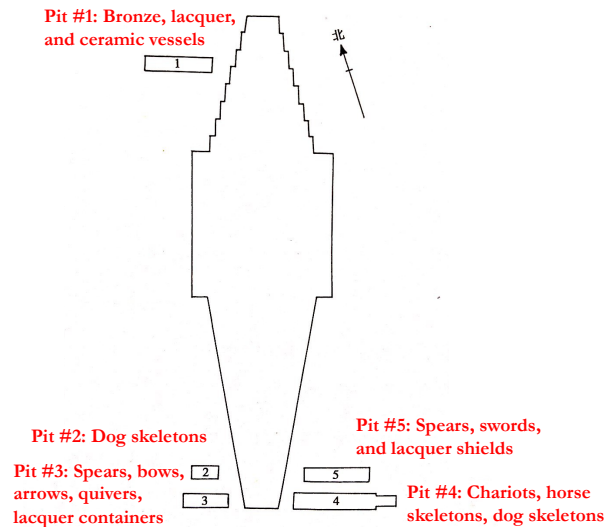 Pit #1: Bronze, lacquer,
and ceramic vessels
北
1
Pit #2: Dog skeletons
Pit #5: Spears, swords,
and lacquer shields
Pit #3: Spears, bows,
arrows, quivers,
lacquer containers
2
5
3
4
Pit #4: Chariots, horse
skeletons, dog skeletons